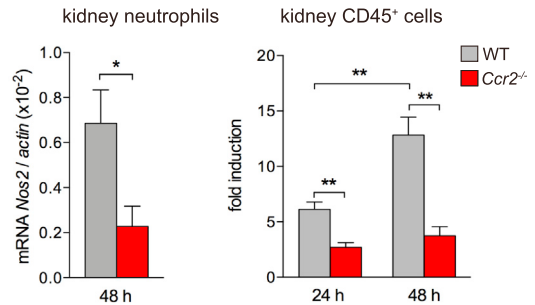 kidney neutrophils
mRNA Nos2 / actin (x10⁻²)
1.0
0.8
0.6
0.4
0.2
0.0
*
48 h
kidney CD45⁺ cells
fold induction
20
15
10
5
0
**
**
**
24 h
48 h
WT
Ccr2⁻/⁻